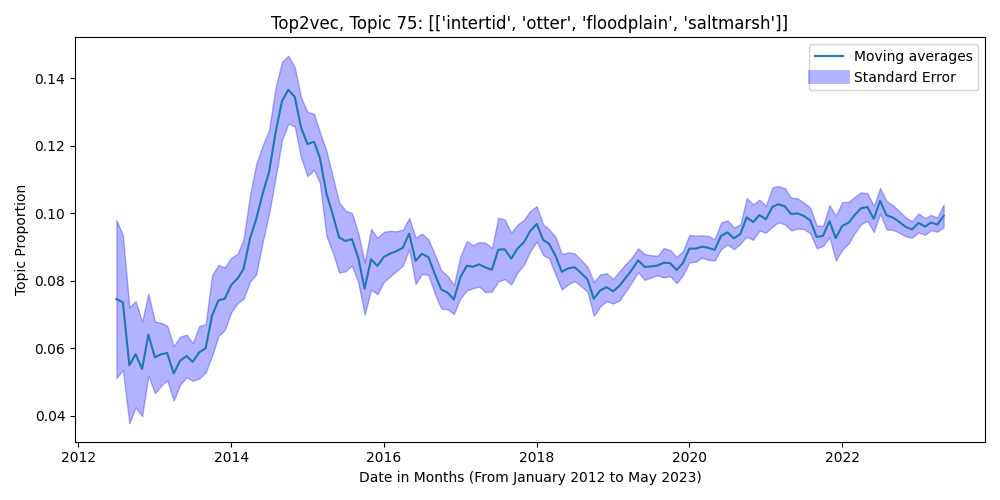 Top2vec, Topic 75: [['intertid', 'otter', 'floodplain', 'saltmarsh']]
Moving averages
Standard Error
Topic Proportion
0.14
0.12
0.10
0.08
0.06
0.04
2012 2014 2016 2018 2020 2022
Date in Months (From January 2012 to May 2023)